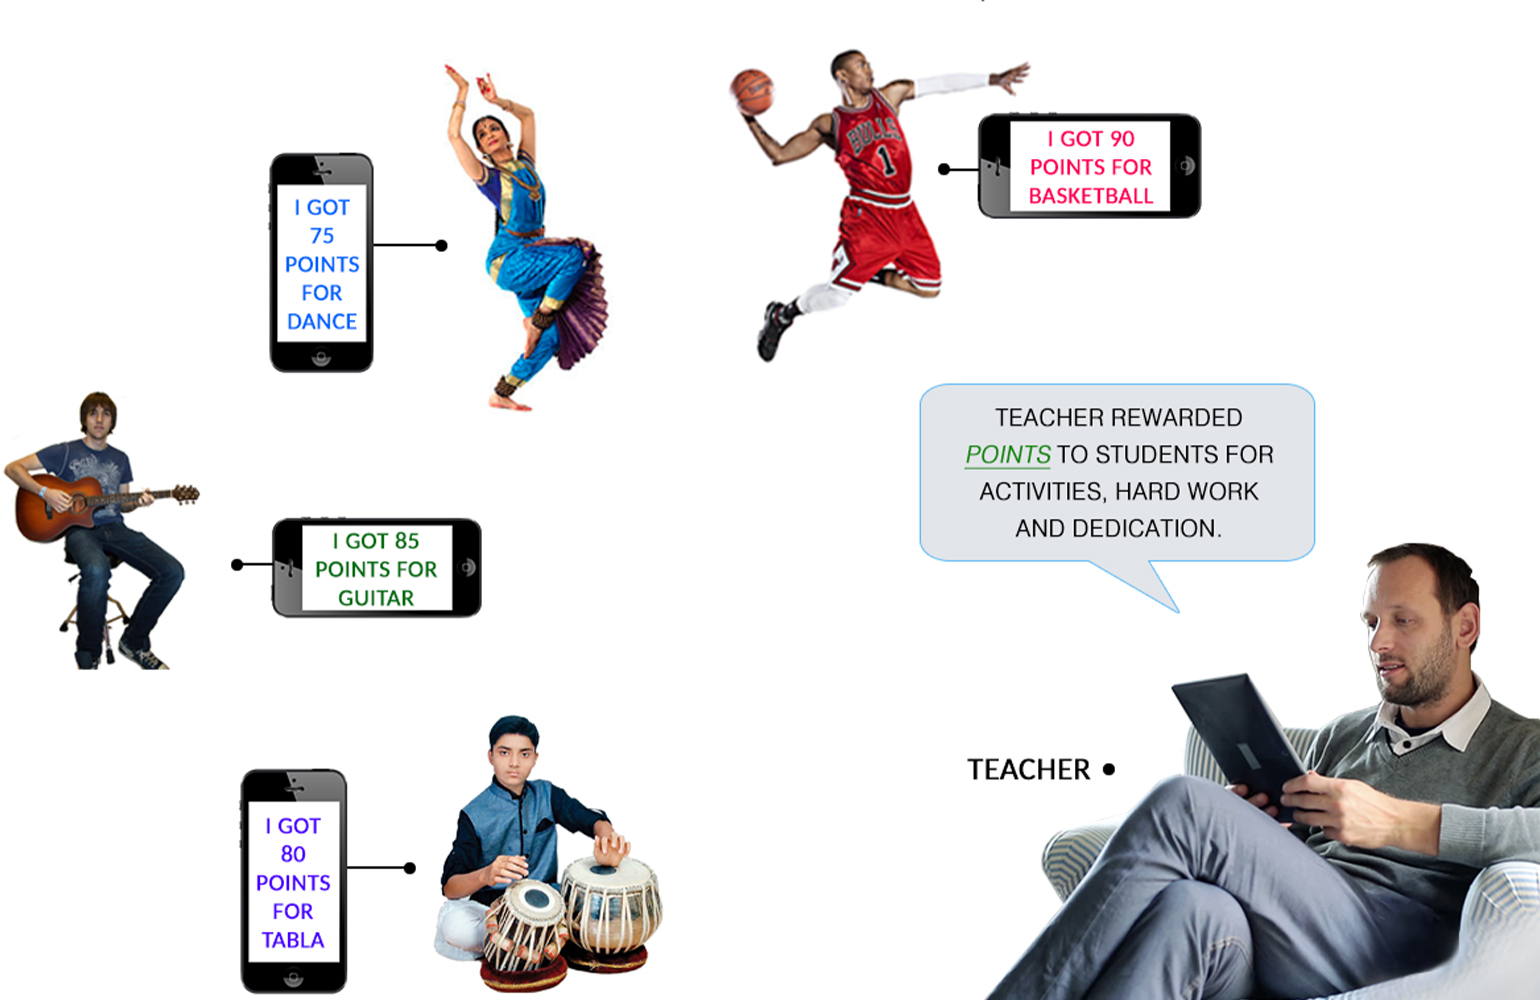 I GOT
75
POINTS
FOR
DANCE
BULLS
1
I GOT 90
POINTS FOR
BASKETBALL
TEACHER REWARDED
POINTS TO STUDENTS FOR
ACTIVITIES, HARD WORK
AND DEDICATION.
I GOT 85
POINTS FOR
GUITAR
TEACHER
I GOT
80
POINTS
FOR
TABLA